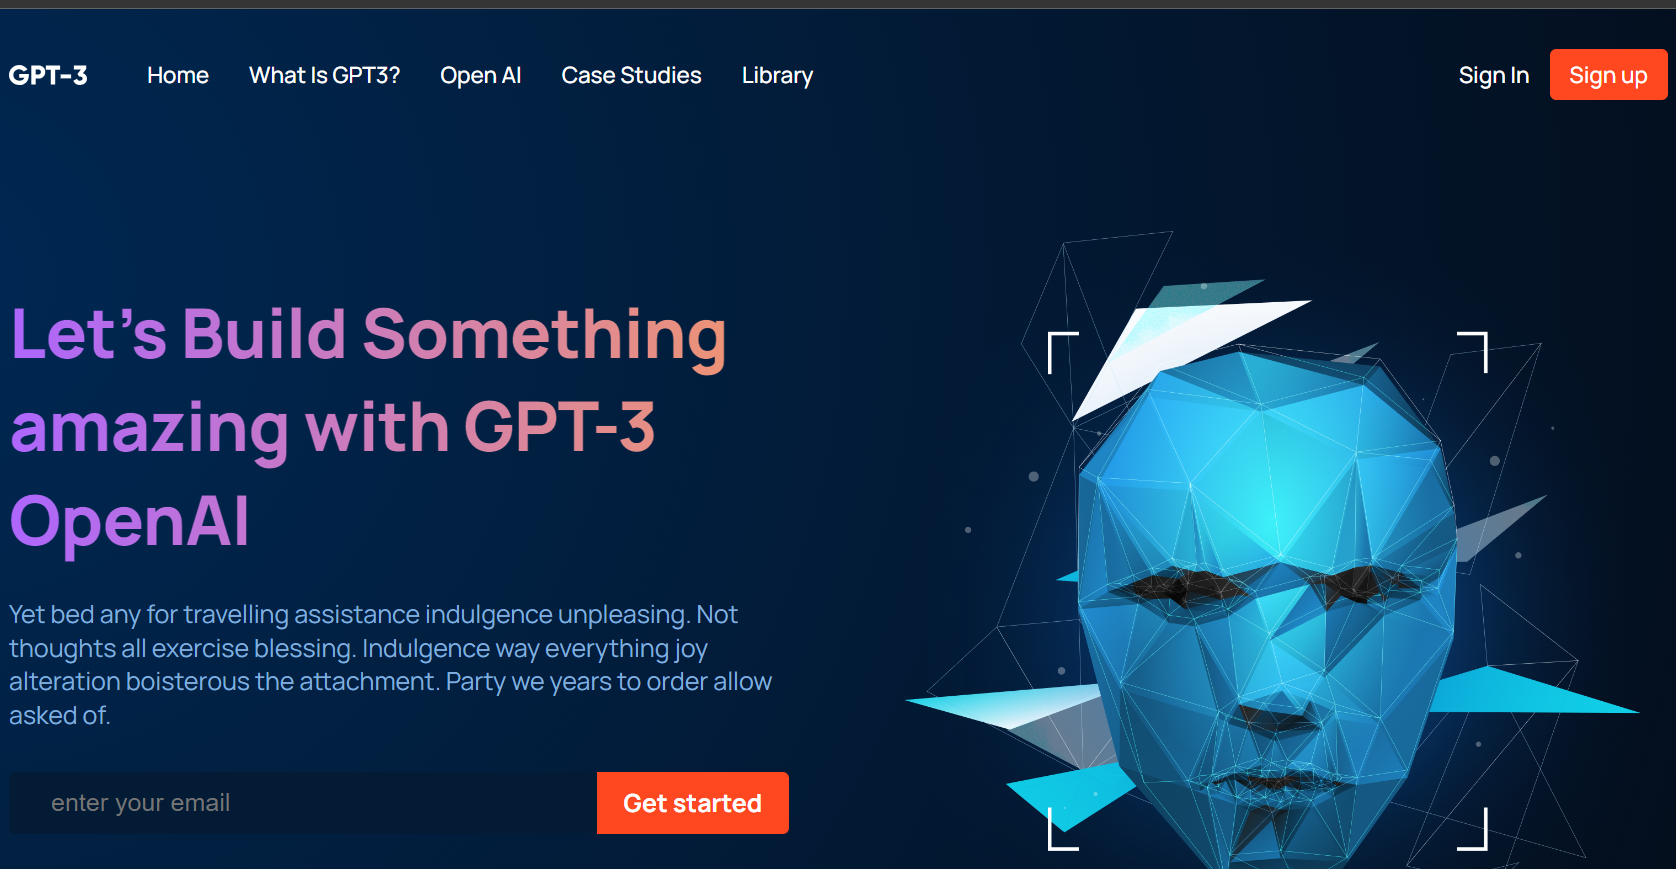 GPT-3 Home What Is GPT3? Open AI Case Studies Library Sign In Sign up
Let's Build Something
amazing with GPT-3
OpenAI
Yet bed any for travelling assistance indulgence unpleasing. Not
thoughts all exercise blessing. Indulgence way everything joy
alteration boisterous the attachment. Party we years to order allow
asked of.
enter your email Get started